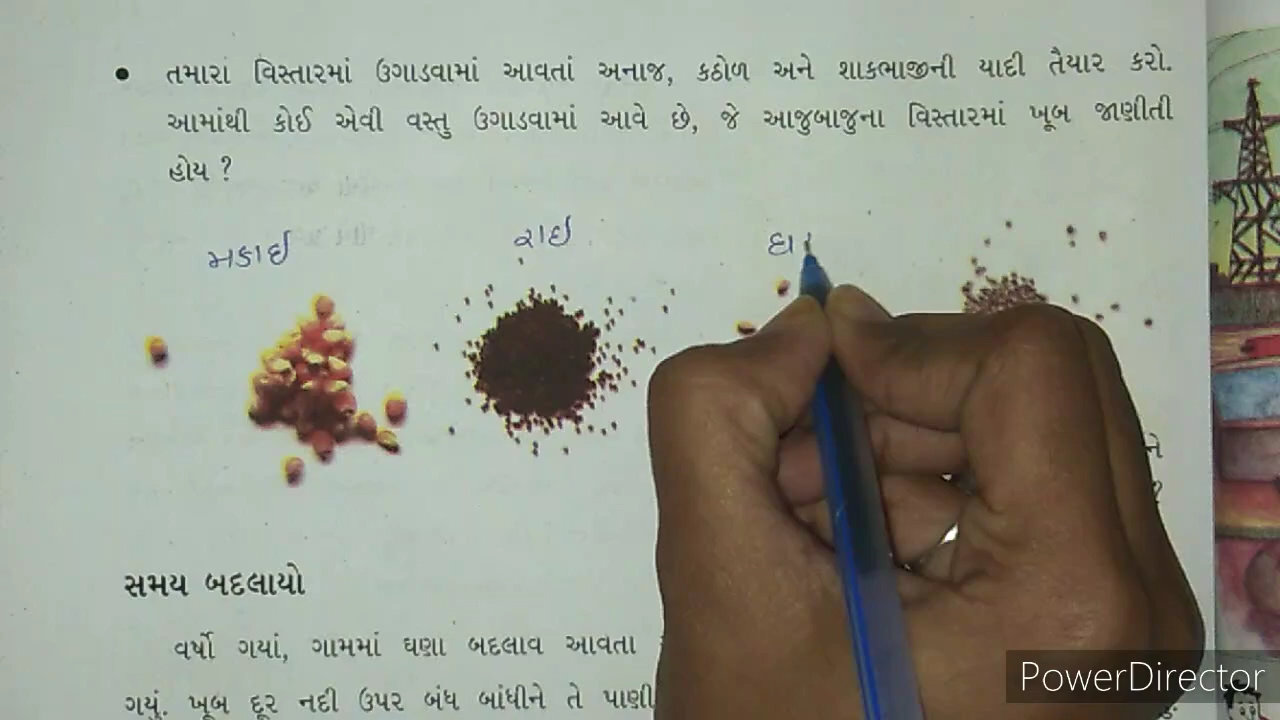 • તમારાં વિસ્તારમાં ઉગાડવામાં આવતાં અનાજ, કઠોળ અને શાકભાજીની યાદી તૈયાર કરો.
આમાંથી કોઈ એવી વસ્તુ ઉગાડવામાં આવે છે, જે આજુબાજુના વિસ્તારમાં ખૂબ જાણીતી
હોય ?
મકાઈ રાઈ
સમય બદલાયો
વર્ષો ગયાં, ગામમાં ઘણા બદલાવ આવતા
ગયું. ખૂબ દૂર નદી ઉપર બંધ બાંધીને તે પાણી
PowerDirector